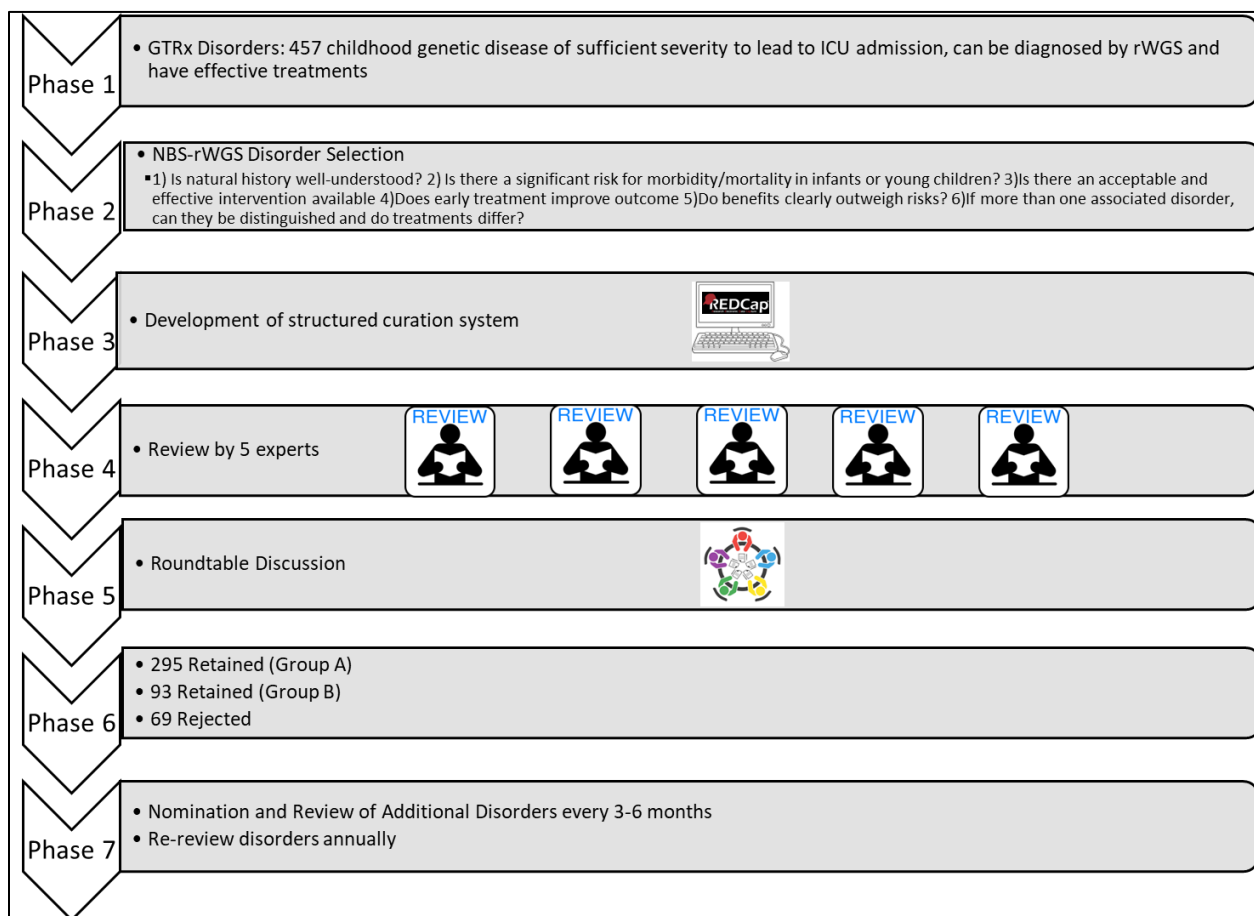 Phase 1
• GTRx Disorders: 457 childhood genetic disease of sufficient severity to lead to ICU admission, can be diagnosed by rWGS and
have effective treatments
Phase 2
• NBS-rWGS Disorder Selection
▪1) Is natural history well-understood? 2) Is there a significant risk for morbidity/mortality in infants or young children? 3)Is there an acceptable and
effective intervention available 4)Does early treatment improve outcome 5)Do benefits clearly outweigh risks? 6)If more than one associated disorder,
can they be distinguished and do treatments differ?
Phase 3
• Development of structured curation system
REDCap
Phase 4
• Review by 5 experts
REVIEW
REVIEW
REVIEW
REVIEW
REVIEW
Phase 5
• Roundtable Discussion
Phase 6
• 295 Retained (Group A)
• 93 Retained (Group B)
• 69 Rejected
Phase 7
• Nomination and Review of Additional Disorders every 3-6 months
• Re-review disorders annually